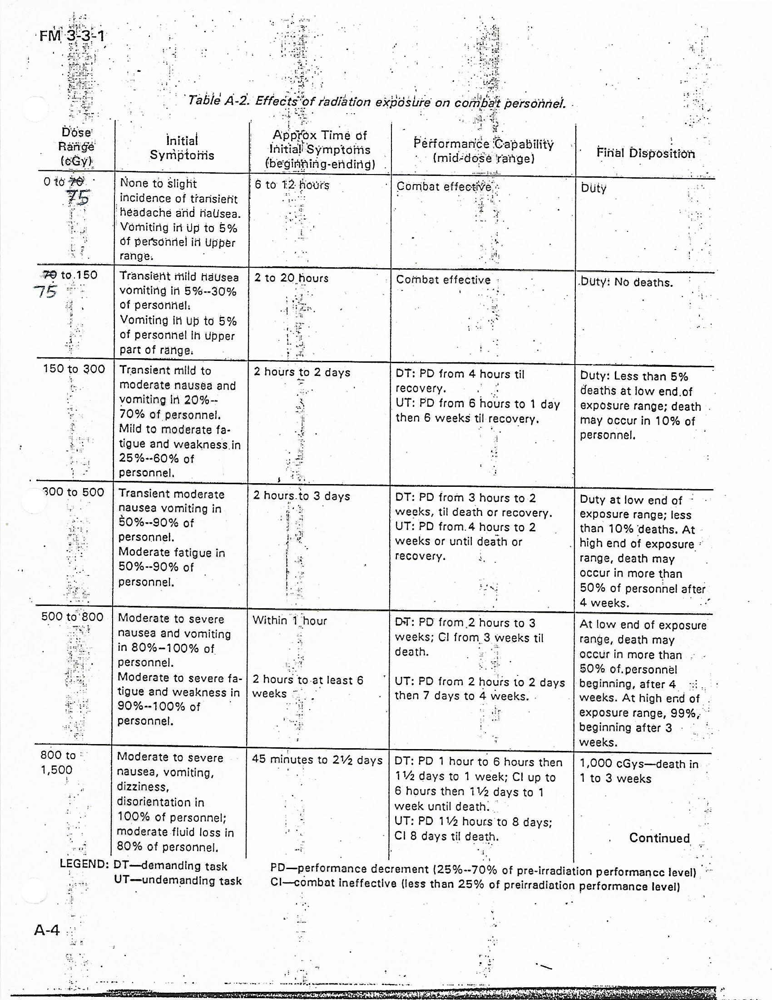 FM 3-3-1
Table A-2. Effects of radiation exposure on combat personnel.
Dose
Range
(cGy)
Initial
Symptoms
Approx Time of
Initial Symptoms
(beginning-ending)
Performance Capability
(mid-dose range)
Final Disposition
0 to 70
75
None to slight
incidence of transient
headache and nausea.
Vomiting in up to 5%
of personnel in upper
range.
6 to 12 hours
Combat effective
Duty
70 to 150
75
Transient mild nausea
vomiting in 5%--30%
of personnel.
Vomiting in up to 5%
of personnel in upper
part of range.
2 to 20 hours
Combat effective
Duty: No deaths.
150 to 300
Transient mild to
moderate nausea and
vomiting in 20%--
70% of personnel.
Mild to moderate fa-
tigue and weakness in
25%--60% of
personnel.
2 hours to 2 days
DT: PD from 4 hours til
recovery.
UT: PD from 6 hours to 1 day
then 6 weeks til recovery.
Duty: Less than 5%
deaths at low end of
exposure range; death
may occur in 10% of
personnel.
300 to 500
Transient moderate
nausea vomiting in
50%--90% of
personnel.
Moderate fatigue in
50%--90% of
personnel.
2 hours to 3 days
DT: PD from 3 hours to 2
weeks, til death or recovery.
UT: PD from 4 hours to 2
weeks or until death or
recovery.
Duty at low end of
exposure range; less
than 10% deaths. At
high end of exposure
range, death may
occur in more than
50% of personnel after
4 weeks.
500 to 800
Moderate to severe
nausea and vomiting
in 80%-100% of
personnel.
Moderate to severe fa-
tigue and weakness in
90%--100% of
personnel.
Within 1 hour
2 hours to at least 6
weeks
DT: PD from 2 hours to 3
weeks; CI from 3 weeks til
death.
UT: PD from 2 hours to 2 days
then 7 days to 4 weeks.
At low end of exposure
range, death may
occur in more than
50% of personnel
beginning, after 4
weeks. At high end of
exposure range, 99%,
beginning after 3
weeks.
800 to
1,500
Moderate to severe
nausea, vomiting,
dizziness,
disorientation in
100% of personnel;
moderate fluid loss in
80% of personnel.
45 minutes to 2½ days
DT: PD 1 hour to 6 hours then
1½ days to 1 week; CI up to
6 hours then 1½ days to 1
week until death.
UT: PD 1½ hours to 8 days;
CI 8 days til death.
1,000 cGys—death in
1 to 3 weeks
Continued
LEGEND: DT—demanding task
UT—undemanding task
PD—performance decrement (25%--70% of pre-irradiation performance level)
CI—combat ineffective (less than 25% of preirradiation performance level)
A-4